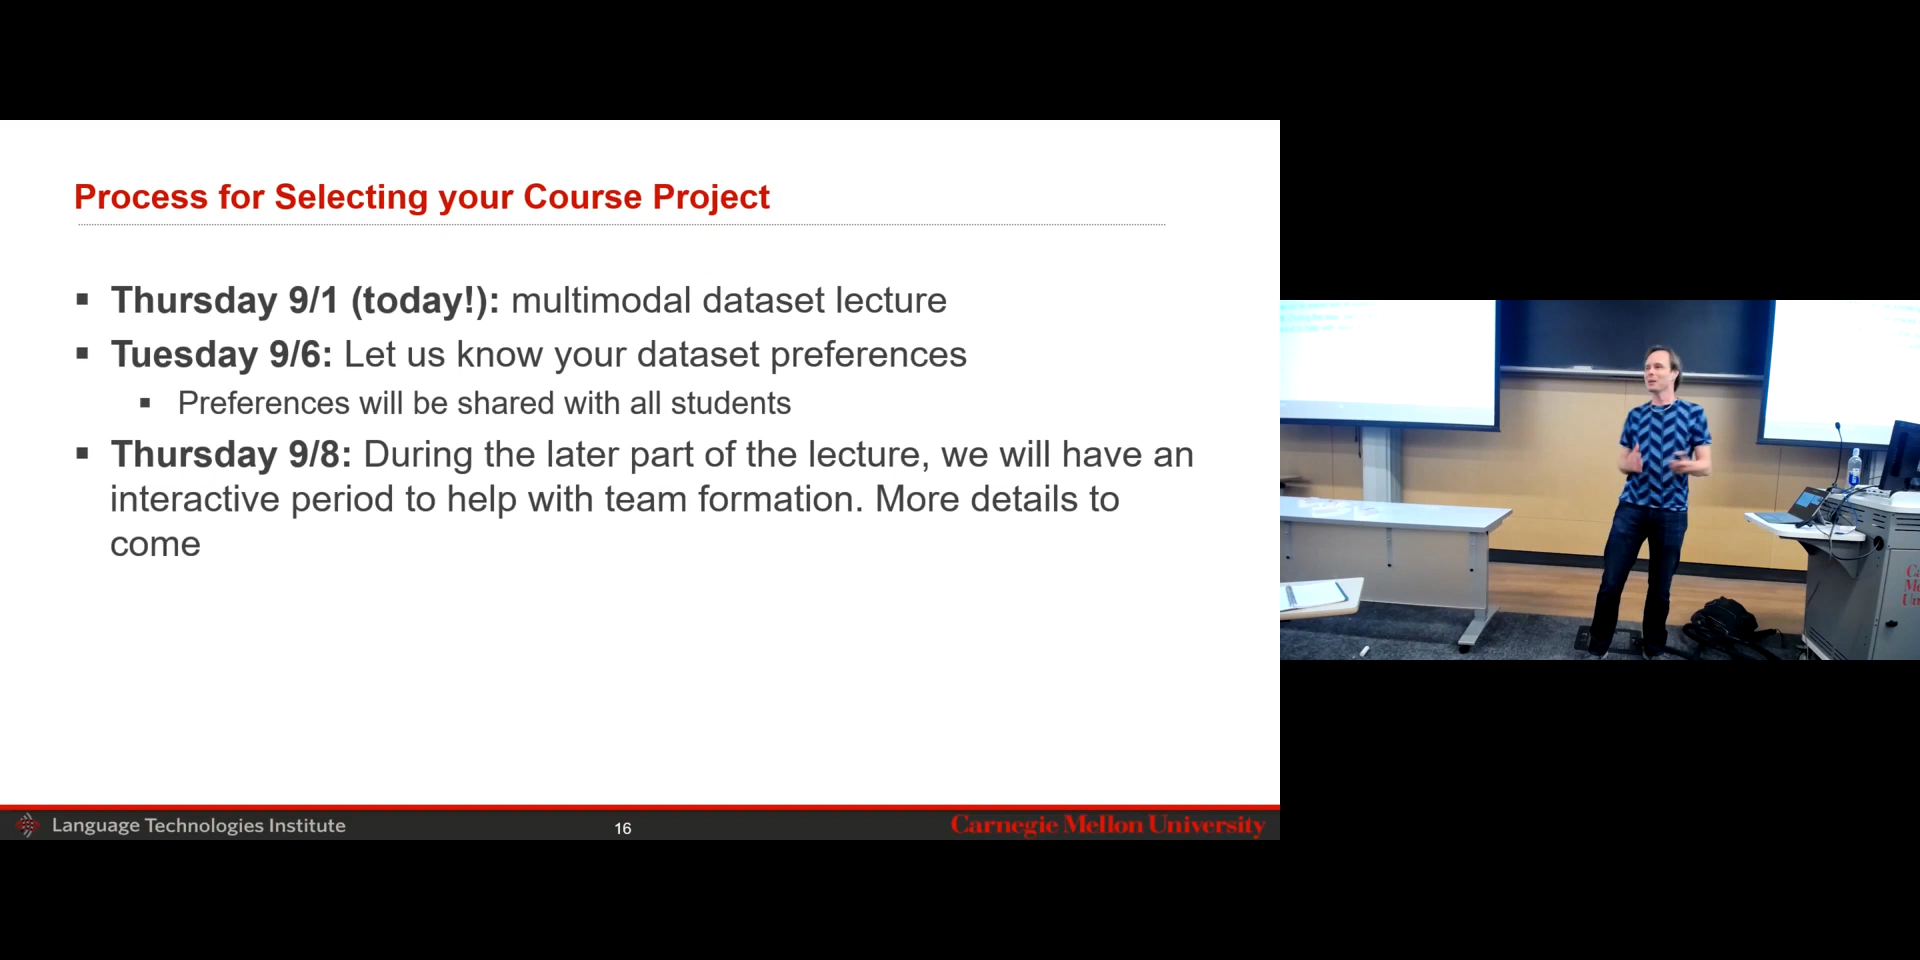 Process for Selecting your Course Project
▪ Thursday 9/1 (today!): multimodal dataset lecture
▪ Tuesday 9/6: Let us know your dataset preferences
▪ Preferences will be shared with all students
▪ Thursday 9/8: During the later part of the lecture, we will have an
interactive period to help with team formation. More details to
come
Language Technologies Institute
16
Carnegie Mellon University